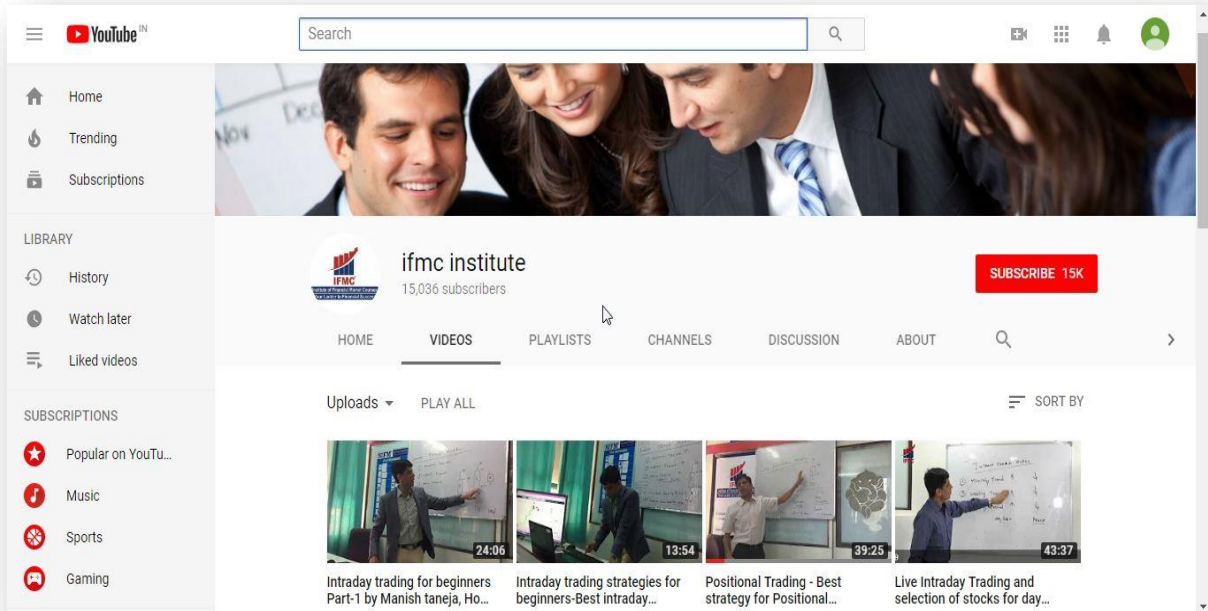 YouTube IN
Search
Home
Trending
Subscriptions
LIBRARY
History
Watch later
Liked videos
SUBSCRIPTIONS
Popular on YouTu...
Music
Sports
Gaming
Nov
Dec
IFMC
ifmc institute
15,036 subscribers
SUBSCRIBE 15K
HOME VIDEOS PLAYLISTS CHANNELS DISCUSSION ABOUT
Uploads PLAY ALL SORT BY
24:06
13:54
39:25
43:37
Intraday trading for beginners
Part-1 by Manish taneja, Ho...
Intraday trading strategies for
beginners-Best intraday...
Positional Trading - Best
strategy for Positional...
Live Intraday Trading and
selection of stocks for day...